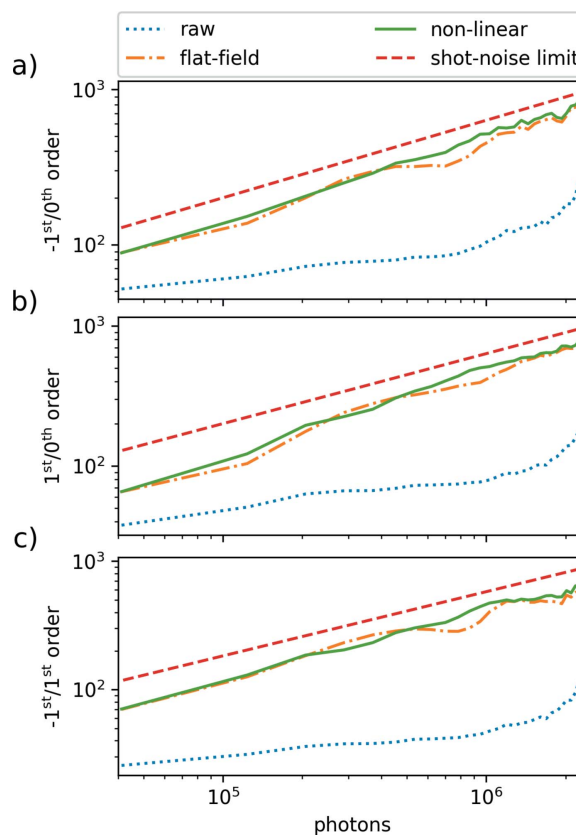 raw
non-linear
flat-field
shot-noise limit
a)
10³
-1ˢᵗ/0ᵗʰ order
10²
b)
10³
1ˢᵗ/0ᵗʰ order
10²
c)
10³
-1ˢᵗ/1ˢᵗ order
10²
10⁵
10⁶
photons